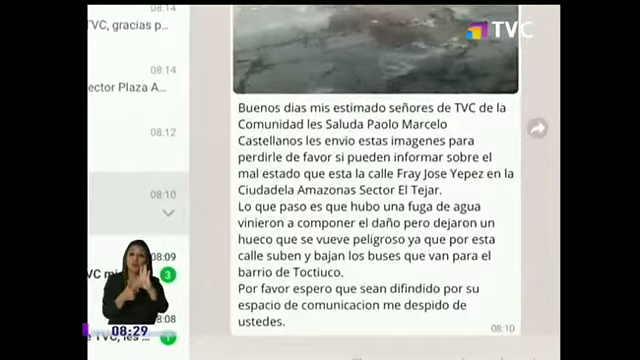 08:14
TVC
TVC, gracias p...
08:14
ector Plaza A...
08:12
08:10
08:09
VC m
3
08:08
e TVC, les ...
1
08:29
Buenos dias mis estimado señores de TVC de la
Comunidad les Saluda Paolo Marcelo
Castellanos les envio estas imagenes para
perdirle de favor si pueden informar sobre el
mal estado que esta la calle Fray Jose Yepez en la
Ciudadela Amazonas Sector El Tejar.
Lo que paso es que hubo una fuga de agua
vinieron a componer el daño pero dejaron un
hueco que se vueve peligroso ya que por esta
calle suben y bajan los buses que van para el
barrio de Toctiuco.
Por favor espero que sean difindido por su
espacio de comunicacion me despido de
ustedes.
08:10